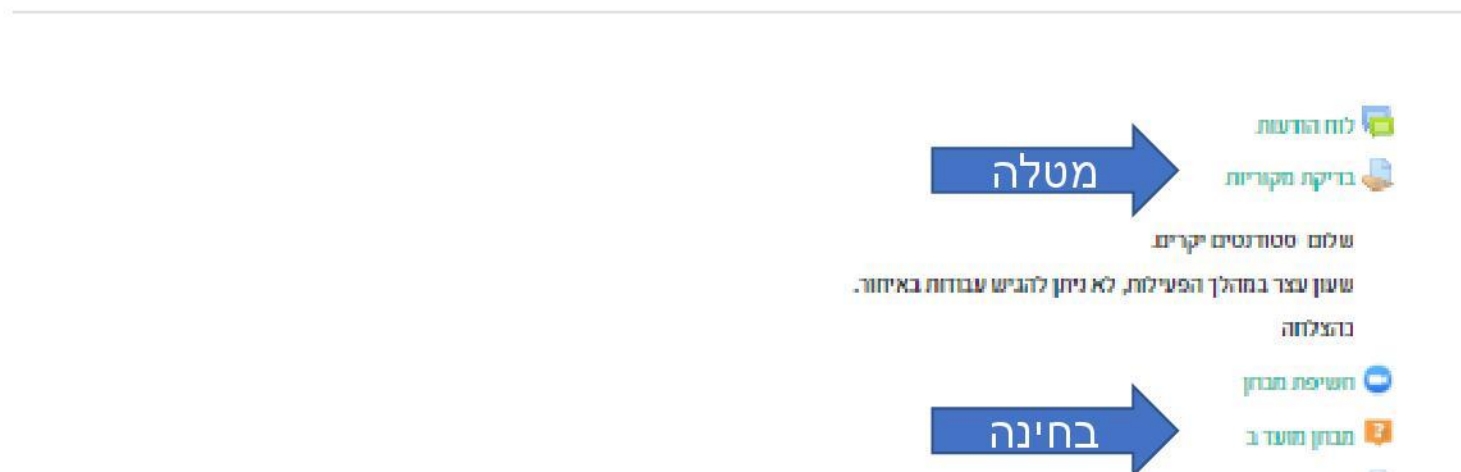 לוח הודעות
מטלה
בדיקת מקוריות
שלום סטודנטים יקרים.
שעון עצר במהלך הפעילות, לא ניתן להגיש עבודות באיחור.
בהצלחה
חשיפת מבחן
בחינה
מבחן מועד ב